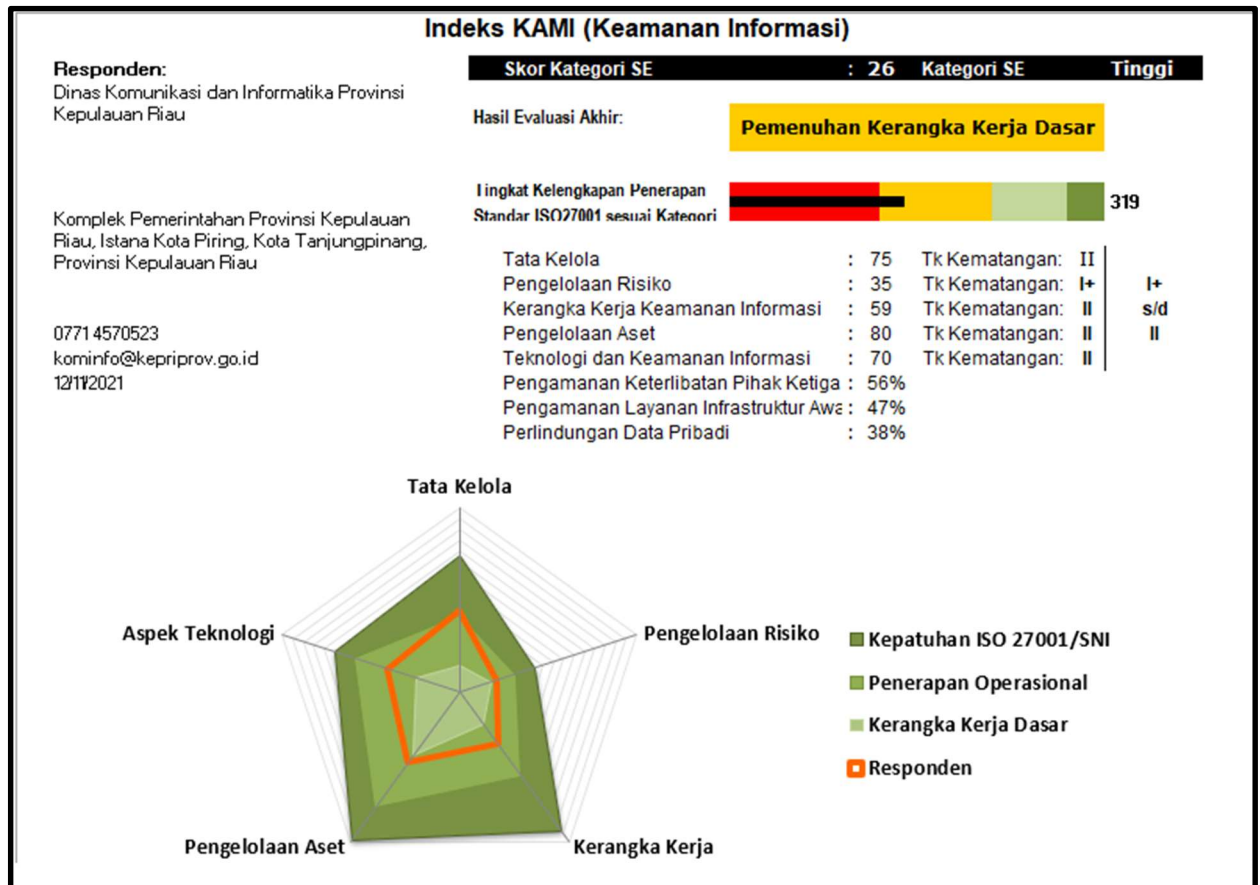 Indeks KAMI (Keamanan Informasi)
Responden:
Dinas Komunikasi dan Informatika Provinsi
Kepulauan Riau
Komplek Pemerintahan Provinsi Kepulauan
Riau, Istana Kota Piring, Kota Tanjungpinang,
Provinsi Kepulauan Riau
07714570523
kominfo@kepriprov.go.id
12/11/2021
Skor Kategori SE : 26 Kategori SE Tinggi
Hasil Evaluasi Akhir:
Pemenuhan Kerangka Kerja Dasar
Tingkat Kelengkapan Penerapan
Standar ISO27001 sesuai Kategori
319
Tata Kelola : 75 Tk Kematangan: II
Pengelolaan Risiko : 35 Tk Kematangan: I+ I+
Kerangka Kerja Keamanan Informasi : 59 Tk Kematangan: II s/d
Pengelolaan Aset : 80 Tk Kematangan: II II
Teknologi dan Keamanan Informasi : 70 Tk Kematangan: II
Pengamanan Keterlibatan Pihak Ketiga : 56%
Pengamanan Layanan Infrastruktur Awa : 47%
Perlindungan Data Pribadi : 38%
Tata Kelola
Pengelolaan Risiko
Kerangka Kerja
Pengelolaan Aset
Aspek Teknologi
Kepatuhan ISO 27001/SNI
Penerapan Operasional
Kerangka Kerja Dasar
Responden